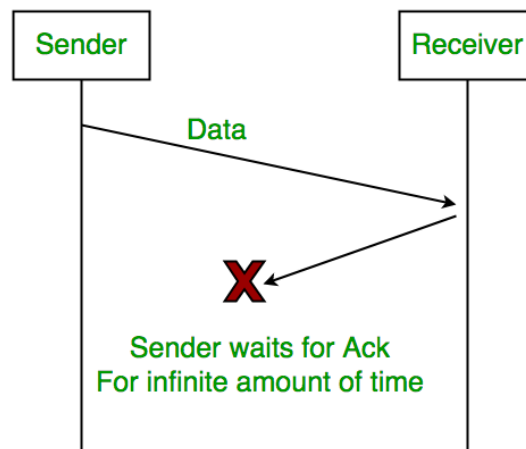 Sender
Receiver
Data
X
Sender waits for Ack
For infinite amount of time